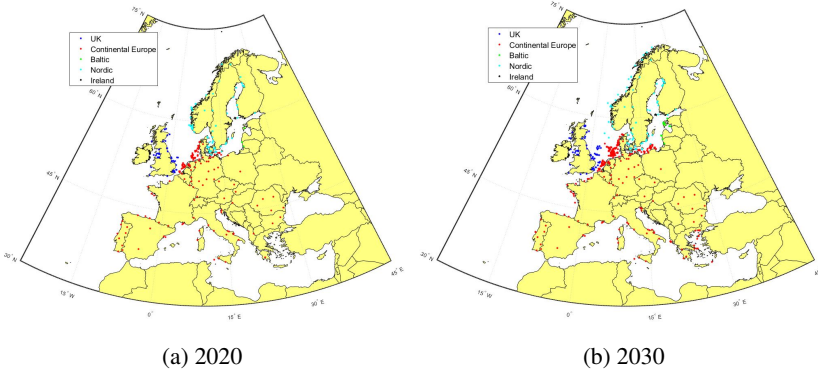 75° N
60° N
45° N
30° N
15° W
0°
15° E
30° E
45° E
UK
Continental Europe
Baltic
Nordic
Ireland
(a) 2020
75° N
60° N
45° N
30° N
15° W
0°
15° E
30° E
UK
Continental Europe
Baltic
Nordic
Ireland
(b) 2030